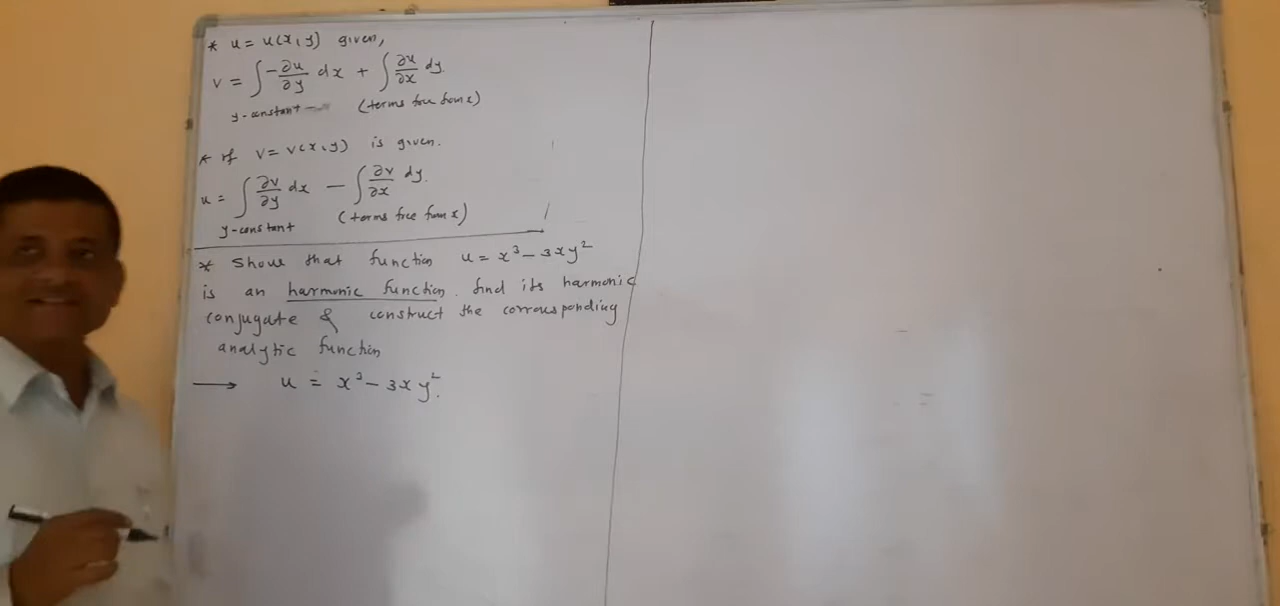 * u = u(x, y) given,
v = ∫ -∂u/∂y dx + ∫ ∂u/∂x dy.
y-constant (terms free from x)
* If v = v(x, y) is given.
u = ∫ ∂v/∂y dx - ∫ ∂v/∂x dy.
y-constant (terms free from x)
* Show that function u = x³ - 3xy²
is an harmonic function. find its harmonic
conjugate & construct the corrousponding
analytic function
→ u = x³ - 3xy².